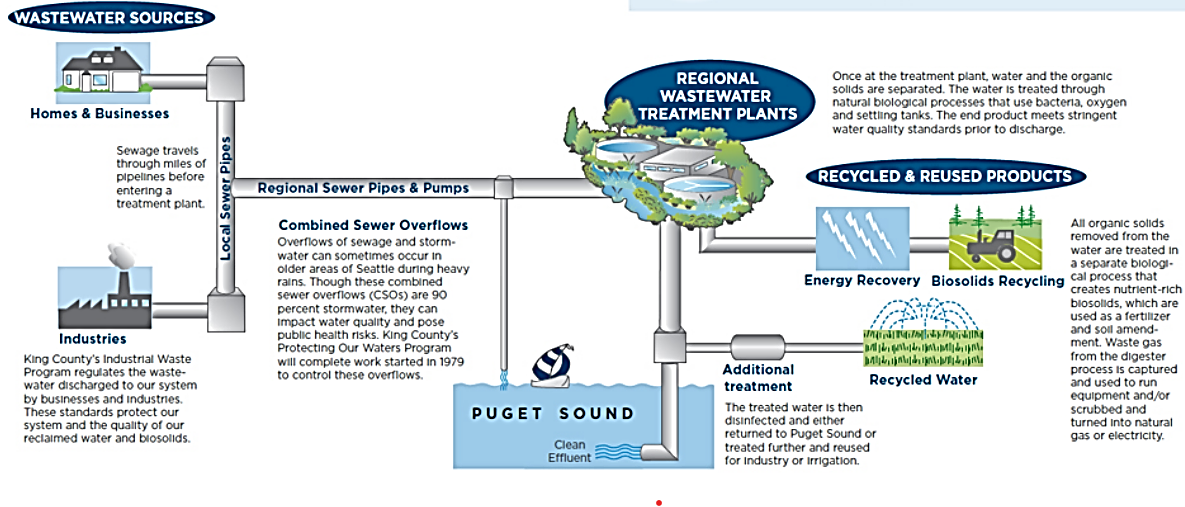 WASTEWATER SOURCES
Homes & Businesses
Sewage travels
through miles of
pipelines before
entering a
treatment plant.
Local Sewer Pipes
Industries
King County's Industrial Waste
Program regulates the waste-
water discharged to our system
by businesses and industries.
These standards protect our
system and the quality of our
reclaimed water and biosolids.
Regional Sewer Pipes & Pumps
Combined Sewer Overflows
Overflows of sewage and storm-
water can sometimes occur in
older areas of Seattle during heavy
rains. Though these combined
sewer overflows (CSOs) are 90
percent stormwater, they can
impact water quality and pose
public health risks. King County's
Protecting Our Waters Program
will complete work started in 1979
to control these overflows.
PUGET SOUND
Clean
Effluent
REGIONAL
WASTEWATER
TREATMENT PLANTS
Once at the treatment plant, water and the organic
solids are separated. The water is treated through
natural biological processes that use bacteria, oxygen
and settling tanks. The end product meets stringent
water quality standards prior to discharge.
RECYCLED & REUSED PRODUCTS
Energy Recovery
Biosolids Recycling
All organic solids
removed from the
water are treated in
a separate biologi-
cal process that
creates nutrient-rich
biosolids, which are
used as a fertilizer
and soil amend-
ment. Waste gas
from the digester
process is captured
and used to run
equipment and/or
scrubbed and
turned into natural
gas or electricity.
Recycled Water
Additional
treatment
The treated water is then
disinfected and either
returned to Puget Sound or
treated further and reused
for industry or irrigation.